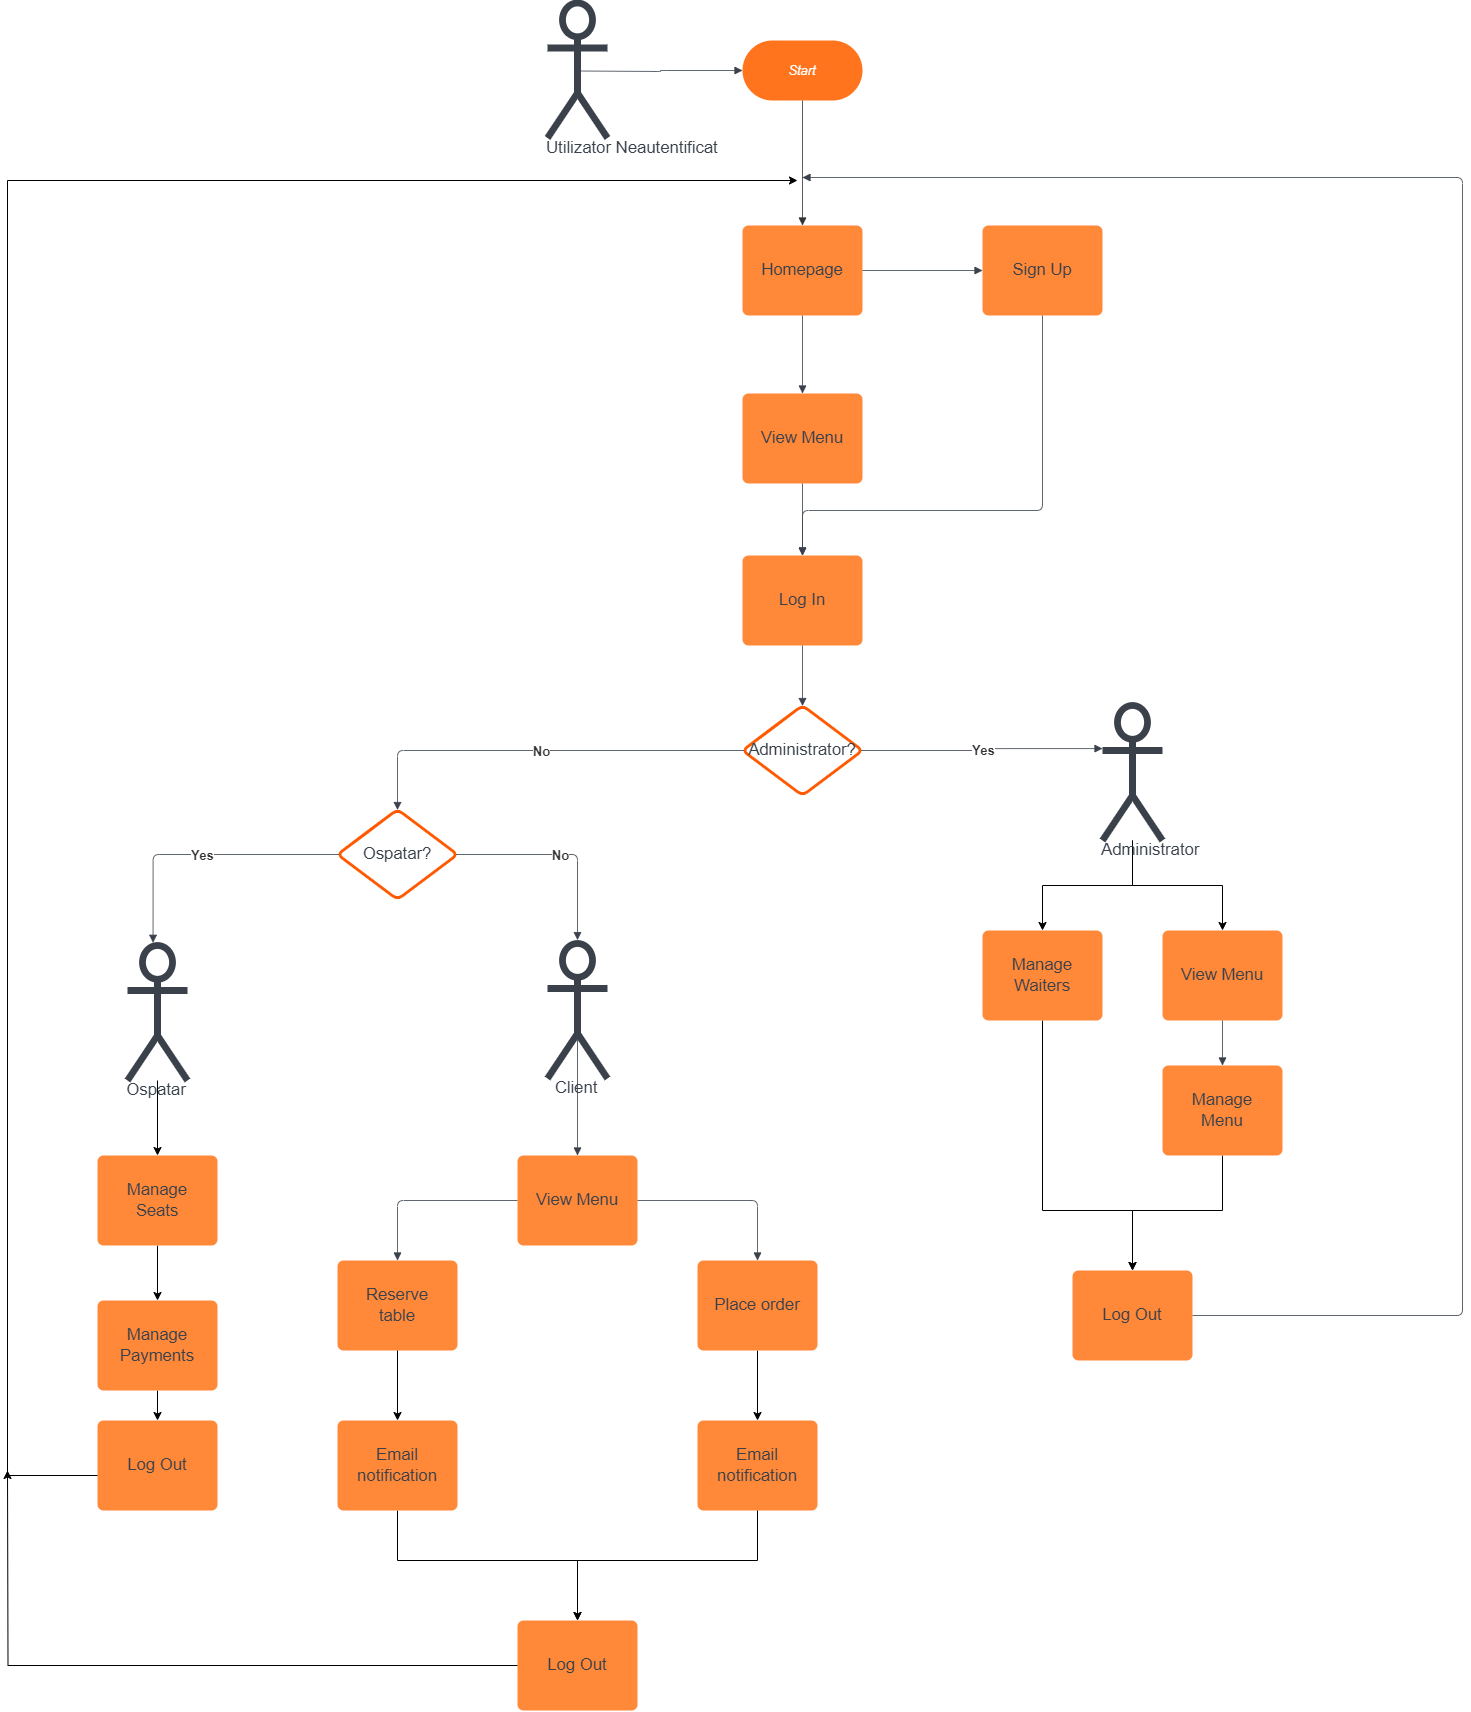 Start
Utilizator Neautentificat
Homepage
Sign Up
View Menu
Log In
Administrator?
No
Yes
Ospatar?
Yes
No
Administrator
Manage
Waiters
View Menu
Ospatar
Client
Manage
Menu
Manage
Seats
View Menu
Reserve
table
Place order
Log Out
Manage
Payments
Log Out
Email
notification
Email
notification
Log Out